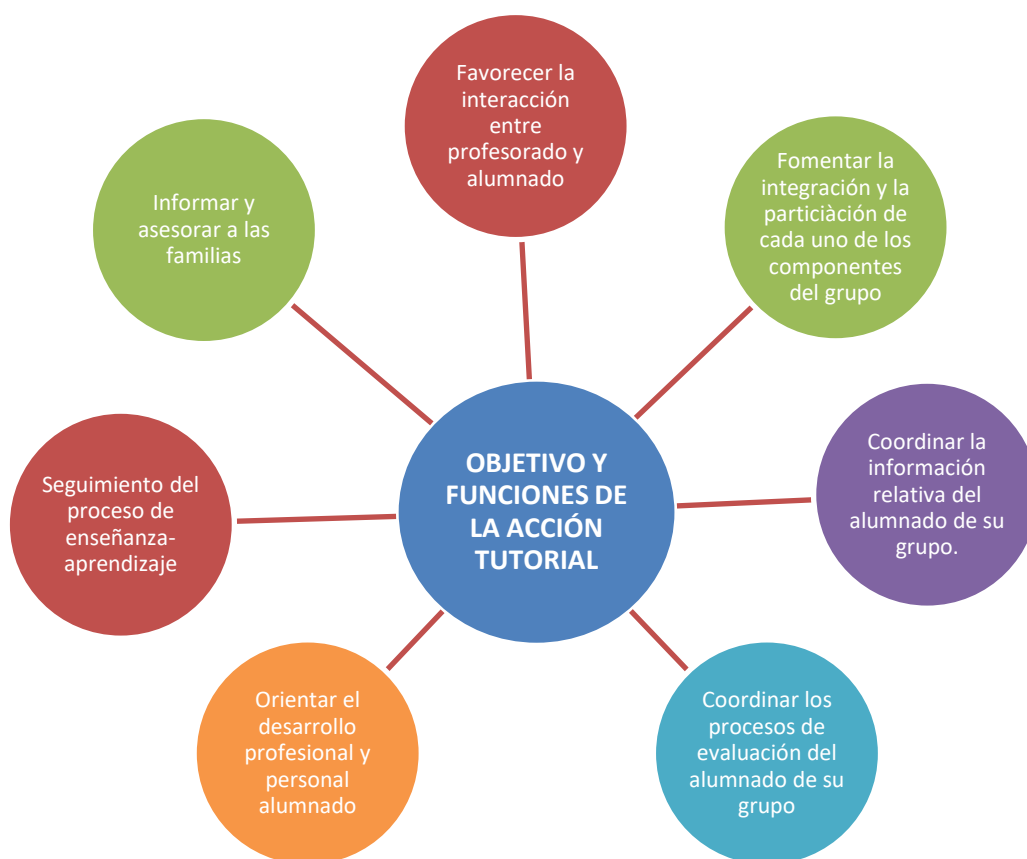 Favorecer la
interacción
entre
profesorado y
alumnado
Fomentar la
integración y la
particiàción de
cada uno de los
componentes
del grupo
Coordinar la
información
relativa del
alumnado de su
grupo.
Coordinar los
procesos de
evaluación del
alumnado de su
grupo
Orientar el
desarrollo
profesional y
personal
alumnado
Seguimiento del
proceso de
enseñanza-
aprendizaje
Informar y
asesorar a las
familias
OBJETIVO Y
FUNCIONES DE
LA ACCIÓN
TUTORIAL